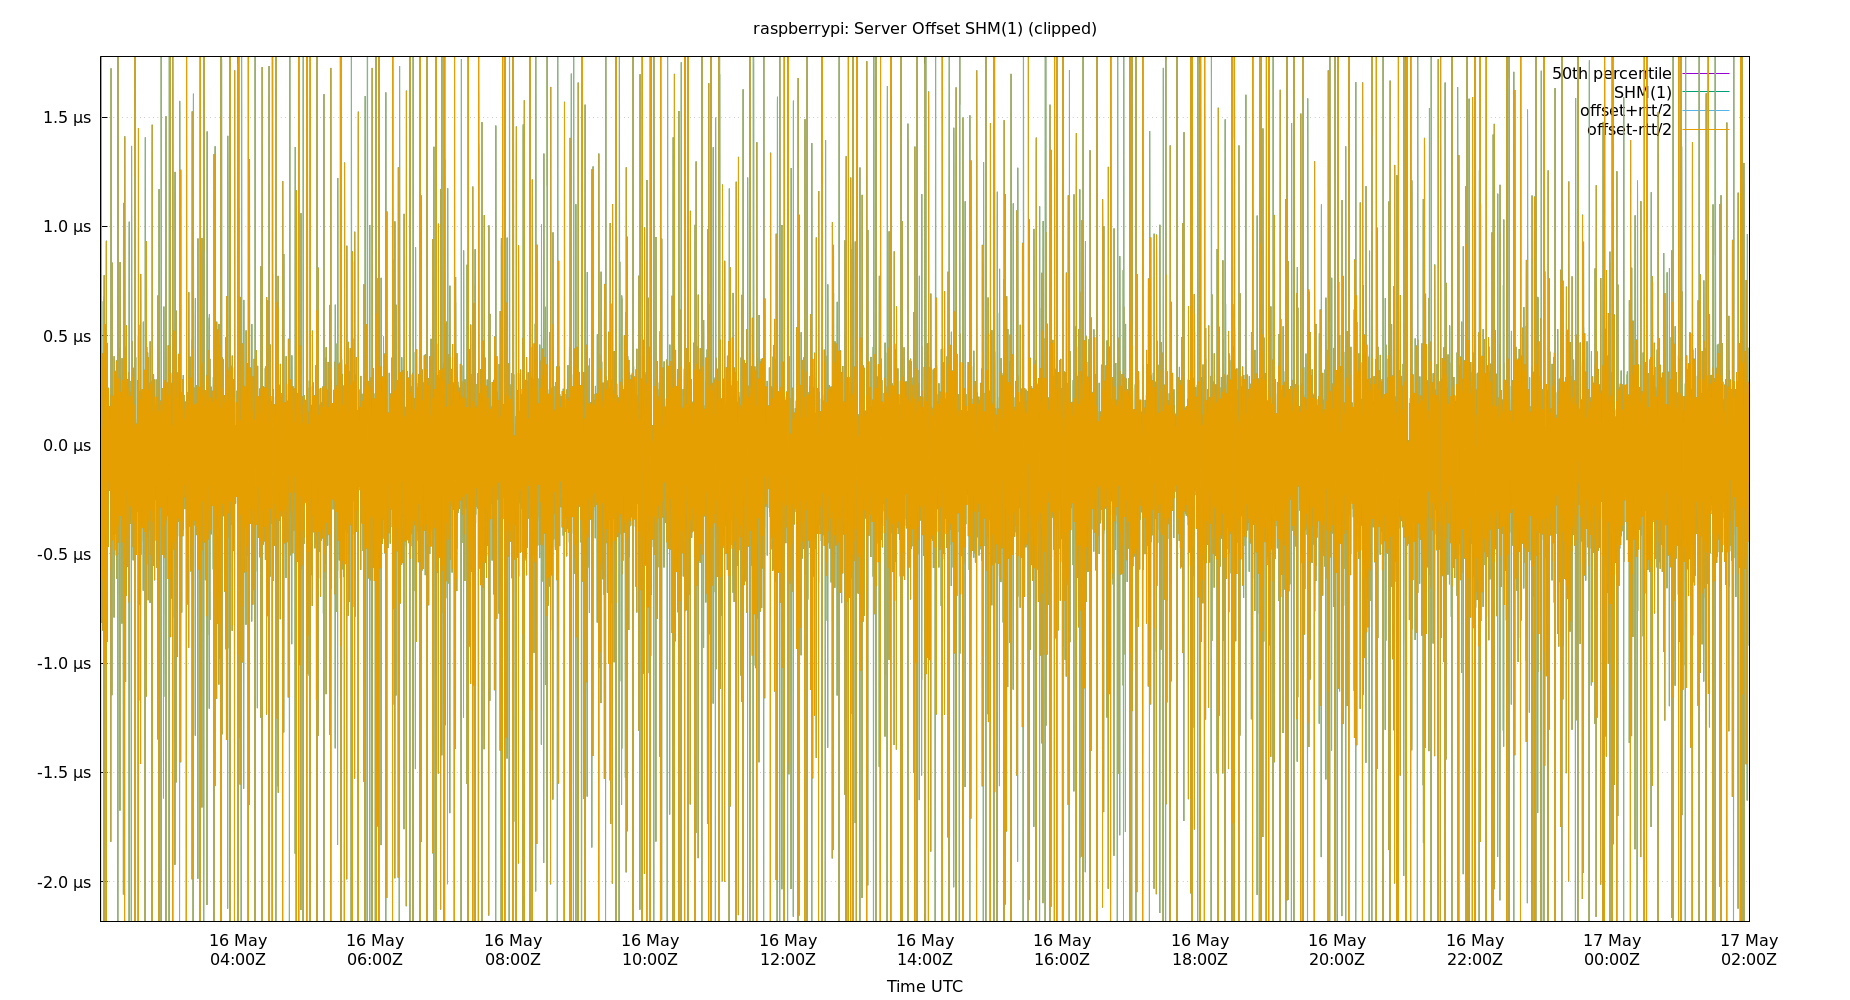 raspberrypi: Server Offset SHM(1) (clipped)
50th percentile
SHM(1)
offset+rtt/2
offset-rtt/2
1.5 µs
1.0 µs
0.5 µs
0.0 µs
-0.5 µs
-1.0 µs
-1.5 µs
-2.0 µs
16 May 16 May 16 May 16 May 16 May 16 May 16 May 16 May 16 May 16 May 17 May 17 May
04:00Z 06:00Z 08:00Z 10:00Z 12:00Z 14:00Z 16:00Z 18:00Z 20:00Z 22:00Z 00:00Z 02:00Z
Time UTC